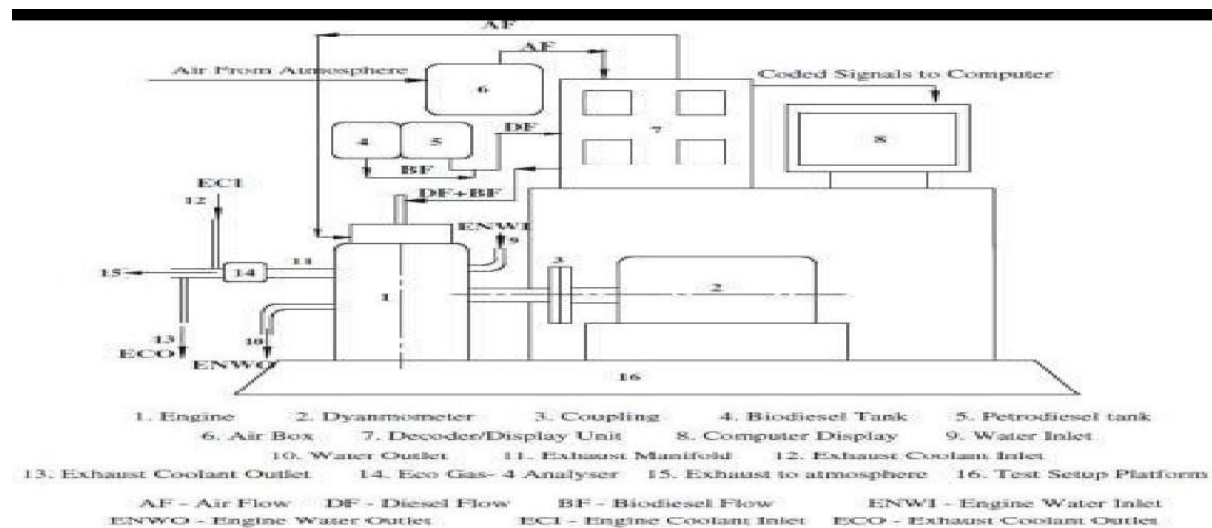 AF
AF
Air From Atmosphere
Coded Signals to Computer
6
7
8
4
5
DF
BF
ECI
12
DF+BF
ENWI
9
3
15
14
11
1
2
13
10
ECO
ENWO
16
1. Engine 2. Dyanmometer 3. Coupling 4. Biodiesel Tank 5. Petrodiesel tank
6. Air Box 7. Decoder/Display Unit 8. Computer Display 9. Water Inlet
10. Water Outlet 11. Exhaust Manifold 12. Exhaust Coolant Inlet
13. Exhaust Coolant Outlet 14. Eco Gas- 4 Analyser 15. Exhaust to atmosphere 16. Test Setup Platform
AF - Air Flow DF - Diesel Flow BF - Biodiesel Flow ENWI - Engine Water Inlet
ENWO - Engine Water Outlet ECI - Engine Coolant Inlet ECO - Exhaust Coolant Outlet